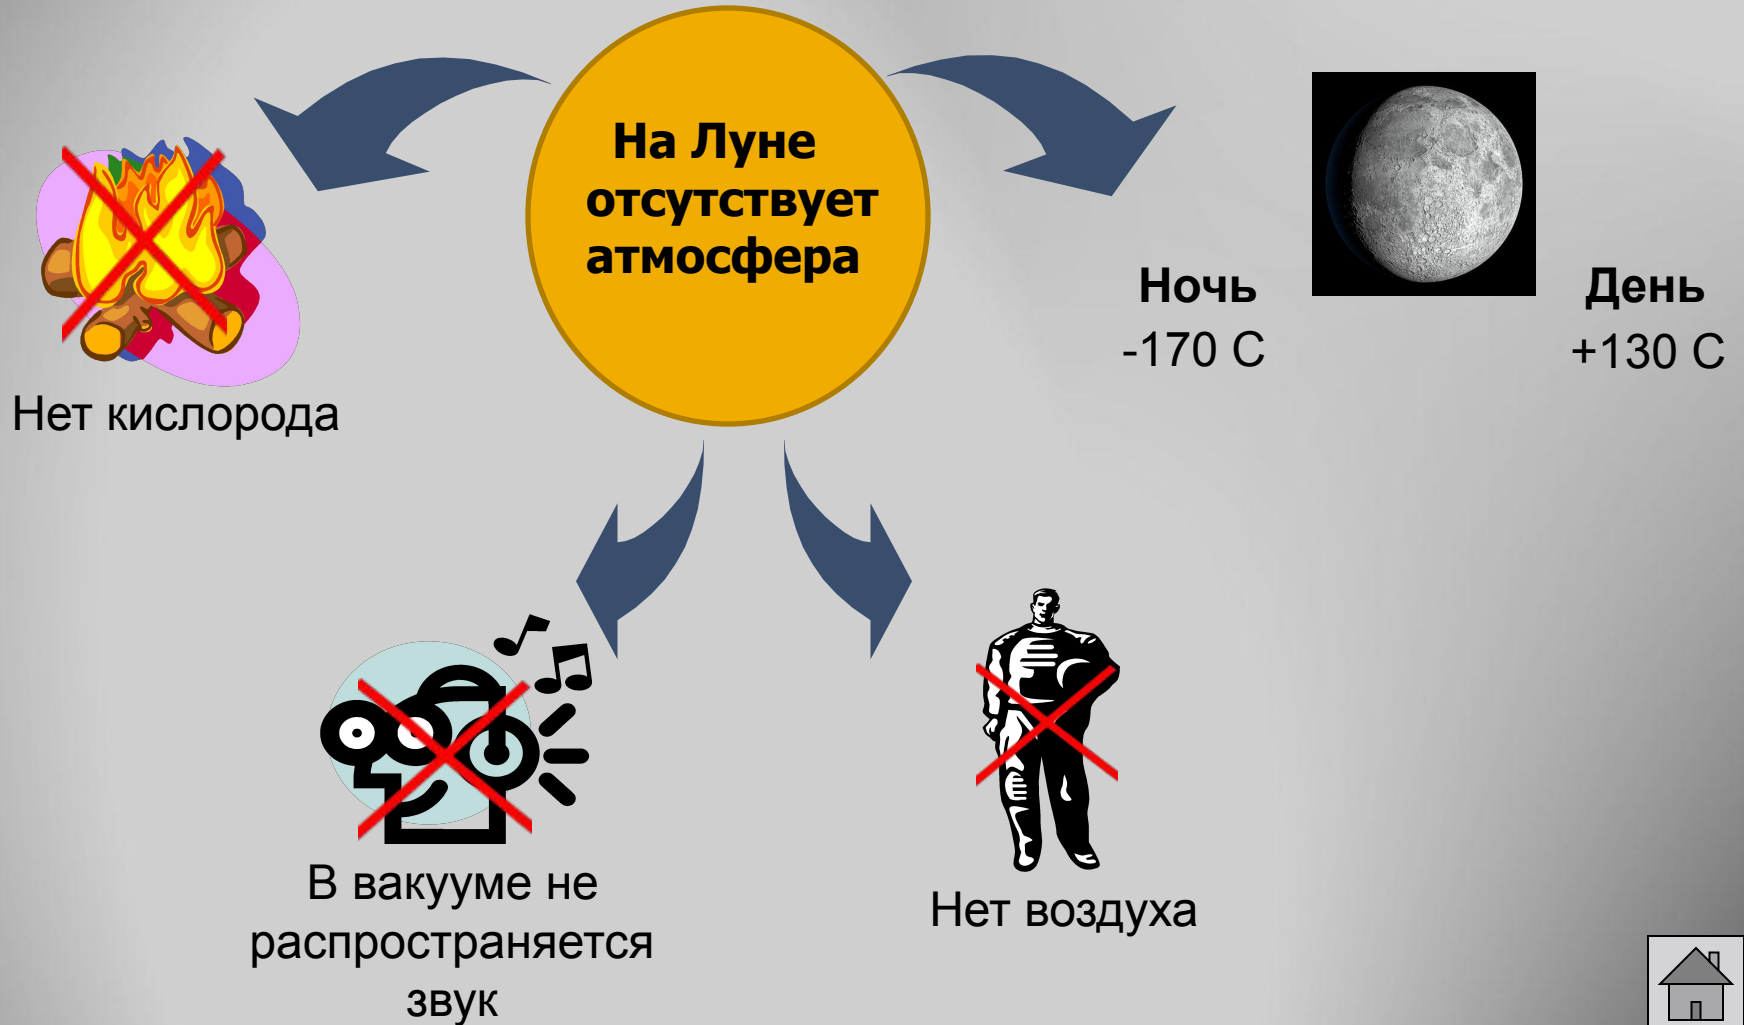 На Луне
отсутствует
атмосфера
Ночь
-170 С
День
+130 С
Нет кислорода
В вакууме не
распространяется
звук
Нет воздуха